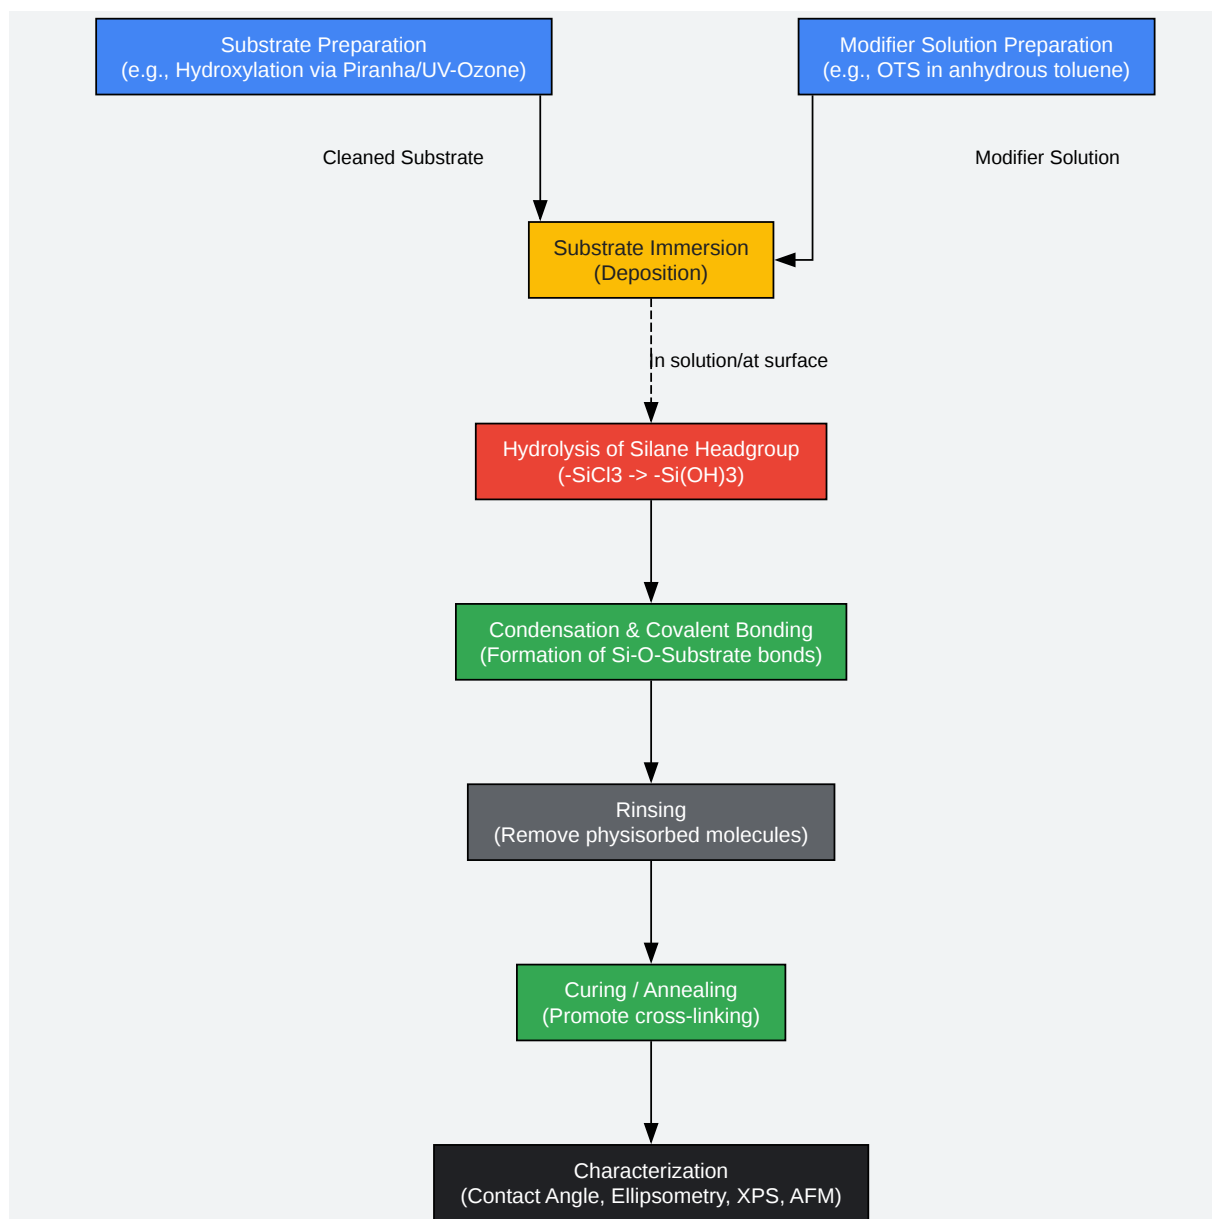 Substrate Preparation
(e.g., Hydroxylation via Piranha/UV-Ozone)
Modifier Solution Preparation
(e.g., OTS in anhydrous toluene)
Cleaned Substrate
Modifier Solution
Substrate Immersion
(Deposition)
In solution/at surface
Hydrolysis of Silane Headgroup
(-SiCl3 -> -Si(OH)3)
Condensation & Covalent Bonding
(Formation of Si-O-Substrate bonds)
Rinsing
(Remove physisorbed molecules)
Curing / Annealing
(Promote cross-linking)
Characterization
(Contact Angle, Ellipsometry, XPS, AFM)